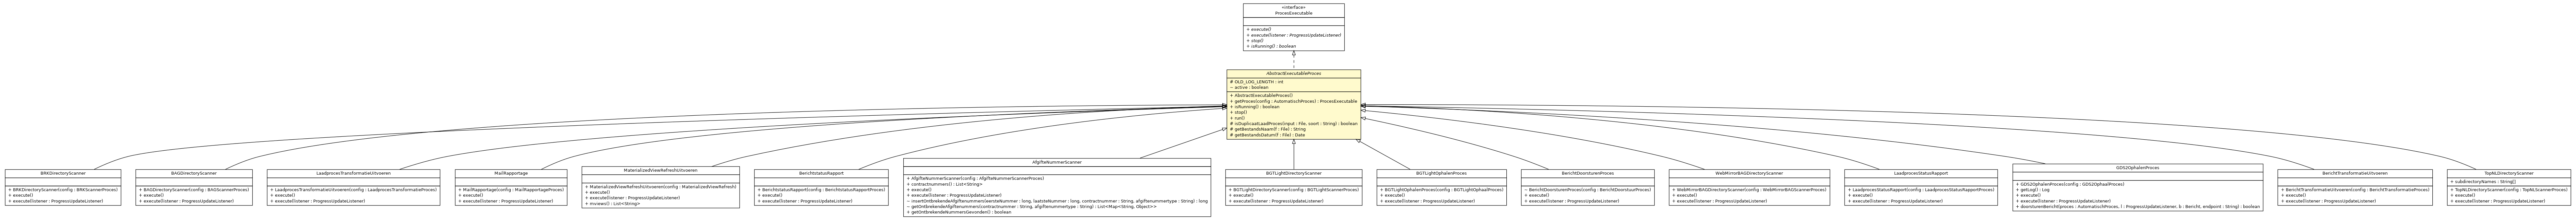 «interface»
ProcesExecutable
+ execute()
+ execute(listener : ProgressUpdateListener)
+ stop()
+ isRunning() : boolean
AbstractExecutableProces
# OLD_LOG_LENGTH : int
~ active : boolean
+ AbstractExecutableProces()
+ getProces(config : AutomatischProces) : ProcesExecutable
+ isRunning() : boolean
+ stop()
+ run()
# isDuplicaatLaadProces(input : File, soort : String) : boolean
# getBestandsNaam(f : File) : String
# getBestandsDatum(f : File) : Date
BRKDirectoryScanner
+ BRKDirectoryScanner(config : BRKScannerProces)
+ execute()
+ execute(listener : ProgressUpdateListener)
BAGDirectoryScanner
+ BAGDirectoryScanner(config : BAGScannerProces)
+ execute()
+ execute(listener : ProgressUpdateListener)
LaadprocesTransformatieUitvoeren
+ LaadprocesTransformatieUitvoeren(config : LaadprocesTransformatieProces)
+ execute()
+ execute(listener : ProgressUpdateListener)
MailRapportage
+ MailRapportage(config : MailRapportageProces)
+ execute()
+ execute(listener : ProgressUpdateListener)
MaterializedViewRefreshUitvoeren
+ MaterializedViewRefreshUitvoeren(config : MaterializedViewRefresh)
+ execute()
+ execute(listener : ProgressUpdateListener)
+ mviews() : List<String>
BerichtstatusRapport
+ BerichtstatusRapport(config : BerichtstatusRapportProces)
+ execute()
+ execute(listener : ProgressUpdateListener)
AfgifteNummerScanner
+ AfgifteNummerScanner(config : AfgifteNummerScannerProces)
+ contractnummers() : List<String>
+ execute()
+ execute(listener : ProgressUpdateListener)
~ insertOntbrekendeAfgiftenummers(eersteNummer : long, laatsteNummer : long, contractnummer : String, afgiftenummertype : String) : long
~ getOntbrekendeAfgiftenummers(contractnummer : String, afgiftenummertype : String) : List<Map<String, Object>>
+ getOntbrekendeNummersGevonden() : boolean
BGTLightDirectoryScanner
+ BGTLightDirectoryScanner(config : BGTLightScannerProces)
+ execute()
+ execute(listener : ProgressUpdateListener)
BGTLightOphalenProces
+ BGTLightOphalenProces(config : BGTLightOphaalProces)
+ execute()
+ execute(listener : ProgressUpdateListener)
BerichtDoorsturenProces
+ BerichtDoorsturenProces(config : BerichtDoorstuurProces)
+ execute()
+ execute(listener : ProgressUpdateListener)
WebMirrorBAGDirectoryScanner
+ WebMirrorBAGDirectoryScanner(config : WebMirrorBAGScannerProces)
+ execute()
+ execute(listener : ProgressUpdateListener)
LaadprocesStatusRapport
+ LaadprocesStatusRapport(config : LaadprocesStatusRapportProces)
+ execute()
+ execute(listener : ProgressUpdateListener)
GDS2OphalenProces
+ GDS2OphalenProces(config : GDS2OphaalProces)
+ getLog() : Log
+ execute()
+ execute(listener : ProgressUpdateListener)
+ doorsturenBericht(proces : AutomatischProces, l : ProgressUpdateListener, b : Bericht, endpoint : String) : boolean
BerichtTransformatieUitvoeren
+ BerichtTransformatieUitvoeren(config : BerichtTransformatieProces)
+ execute()
+ execute(listener : ProgressUpdateListener)
TopNLDirectoryScanner
~ subdirectoryNames : String[]
+ TopNLDirectoryScanner(config : TopNLScannerProces)
+ execute()
+ execute(listener : ProgressUpdateListener)